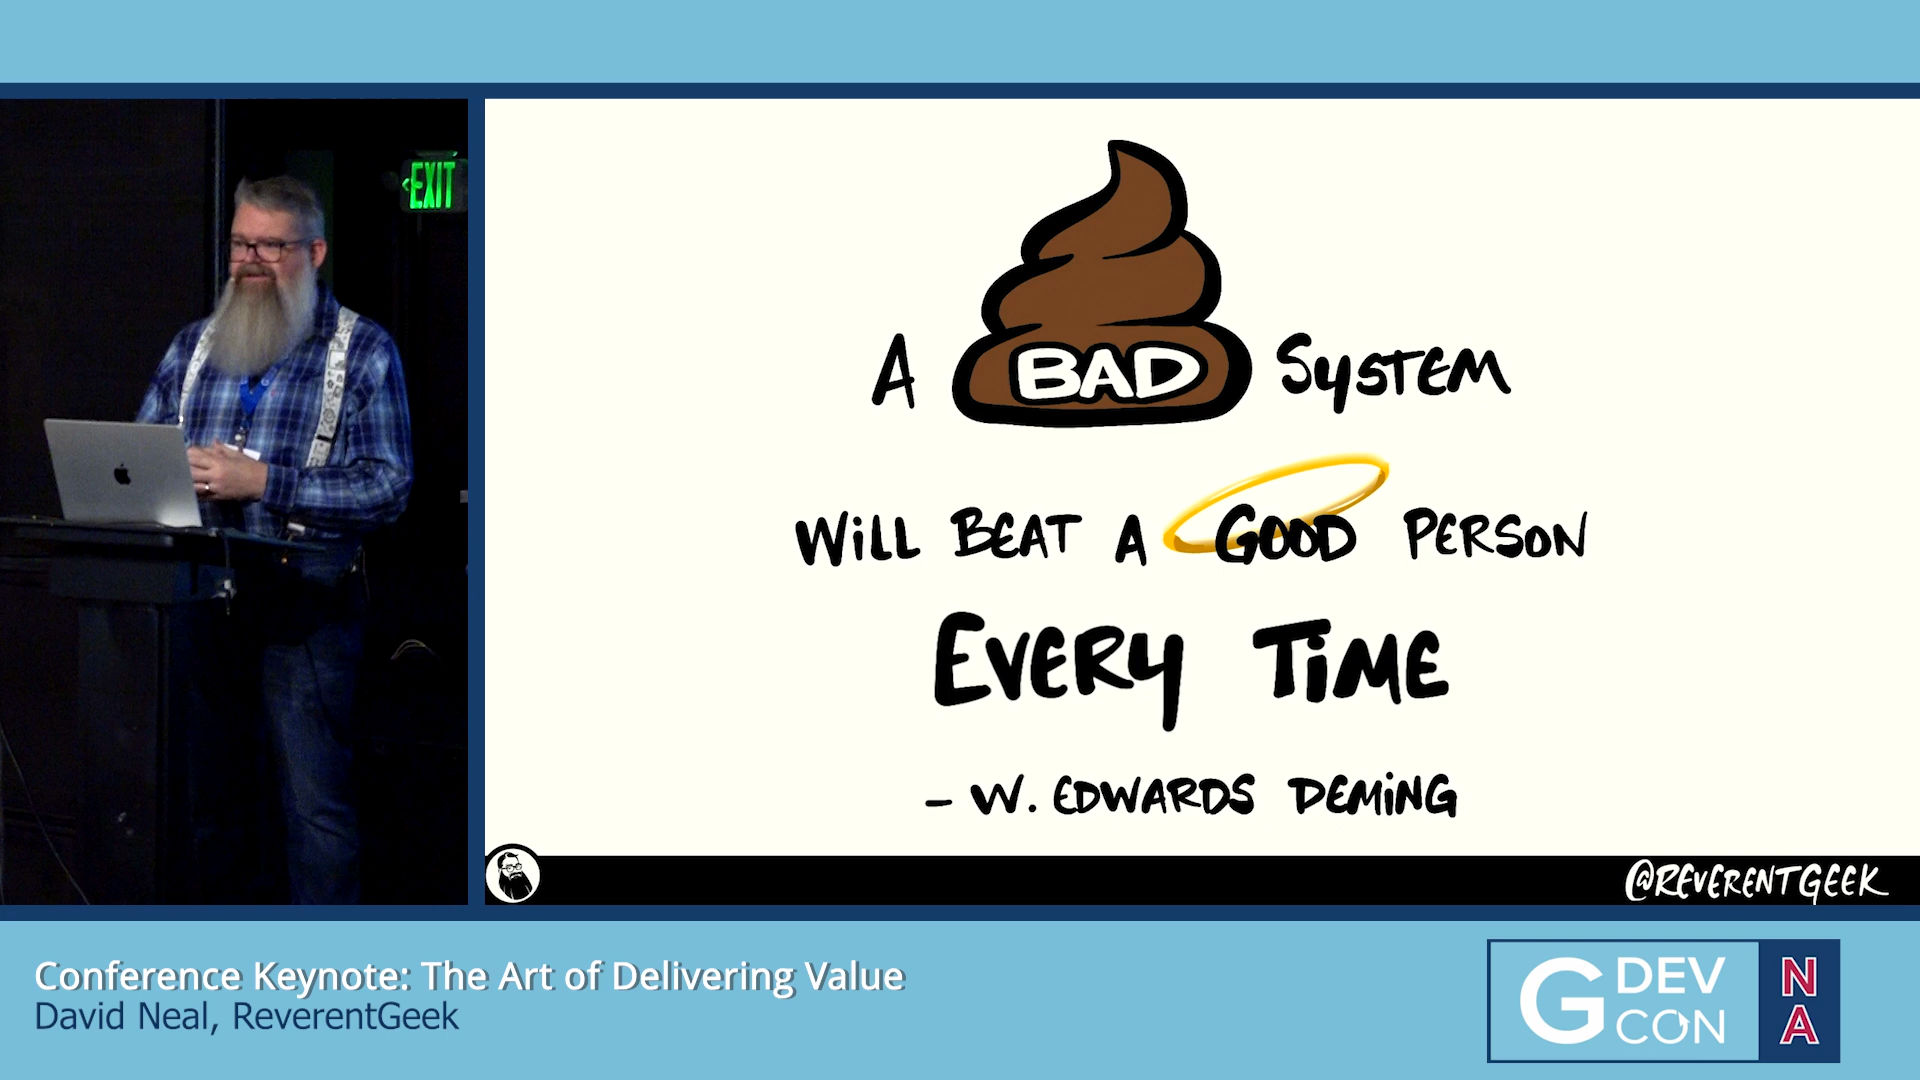 EXIT
A BAD SYSTEM
WILL BEAT A GOOD PERSON
EVERY TIME
- W. EDWARDS DEMING
@REVERENTGEEK
Conference Keynote: The Art of Delivering Value
David Neal, ReverentGeek
G DEV CON
NA